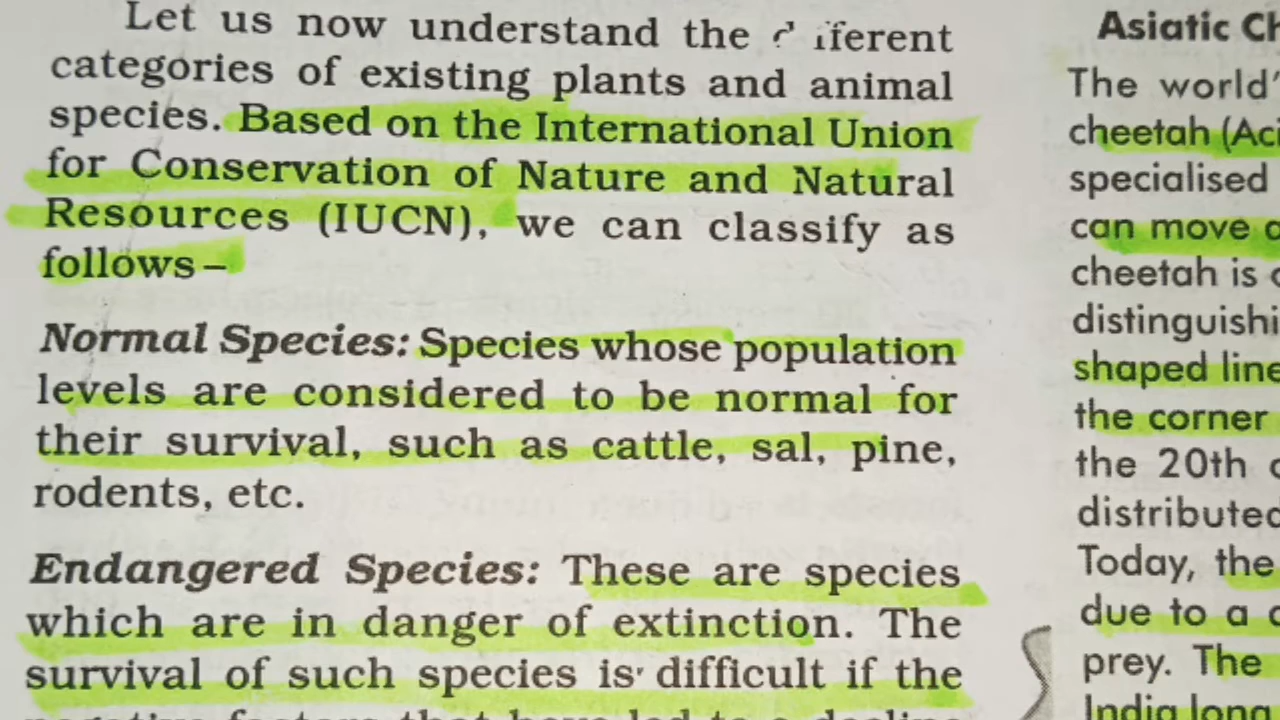 Let us now understand the
categories of existing plants and animal
species. Based on the International Union
for Conservation of Nature and Natural
Resources (IUCN), we can classify as
follows –
Normal Species: Species whose population
levels are considered to be normal for
their survival, such as cattle, sal, pine,
rodents, etc.
Endangered Species: These are species
which are in danger of extinction. The
survival of such species is difficult if the
Asiatic Ch
The world'
cheetah (Aci
specialised
can move
cheetah is
distinguishi
shaped line
the corner
the 20th
distributed
Today, the
due to a
prey. The
India long